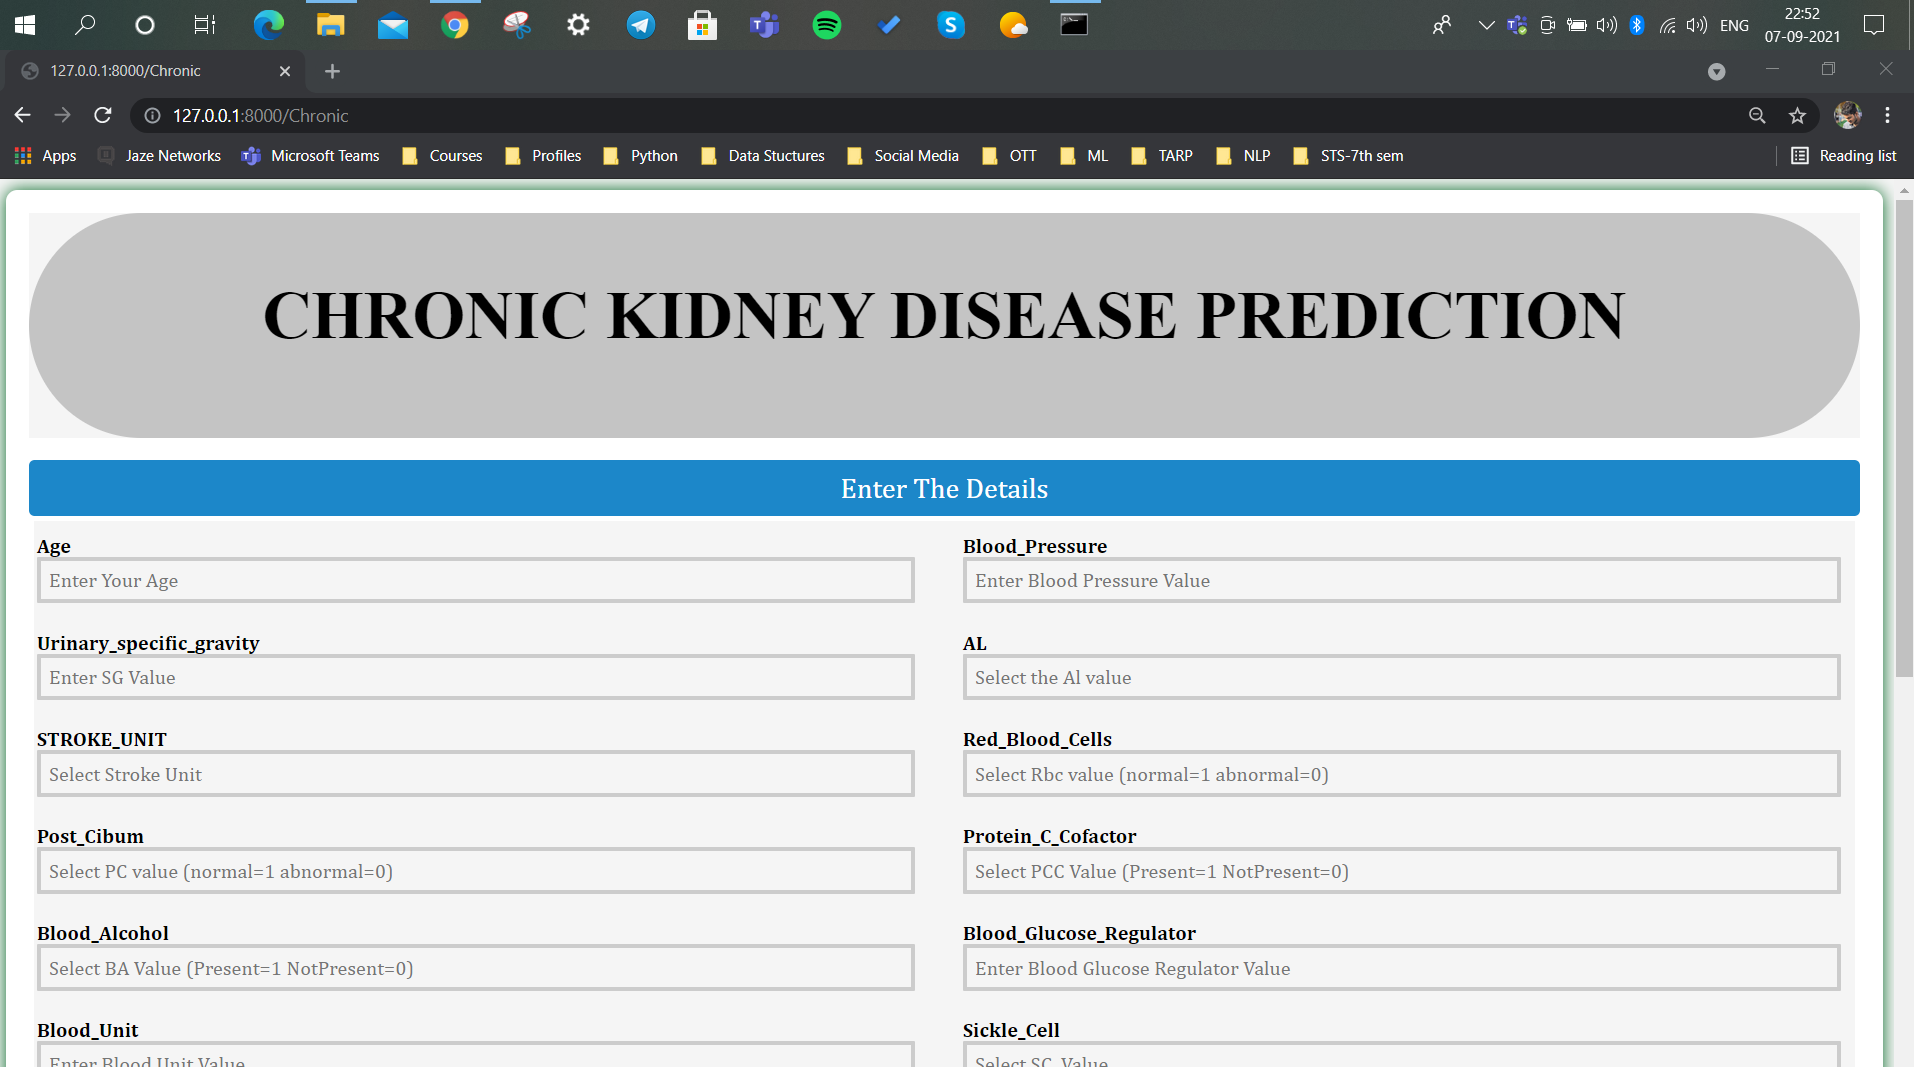 ENG
22:52
07-09-2021
127.0.0.1:8000/Chronic
127.0.0.1:8000/Chronic
Apps Jaze Networks Microsoft Teams Courses Profiles Python Data Stuctures Social Media OTT ML TARP NLP STS-7th sem Reading list
CHRONIC KIDNEY DISEASE PREDICTION
Enter The Details
Age Blood_Pressure
Enter Your Age Enter Blood Pressure Value
Urinary_specific_gravity AL
Enter SG Value Select the Al value
STROKE_UNIT Red_Blood_Cells
Select Stroke Unit Select Rbc value (normal=1 abnormal=0)
Post_Cibum Protein_C_Cofactor
Select PC value (normal=1 abnormal=0) Select PCC Value (Present=1 NotPresent=0)
Blood_Alcohol Blood_Glucose_Regulator
Select BA Value (Present=1 NotPresent=0) Enter Blood Glucose Regulator Value
Blood_Unit Sickle_Cell
Enter Blood Unit Value Select SC Value